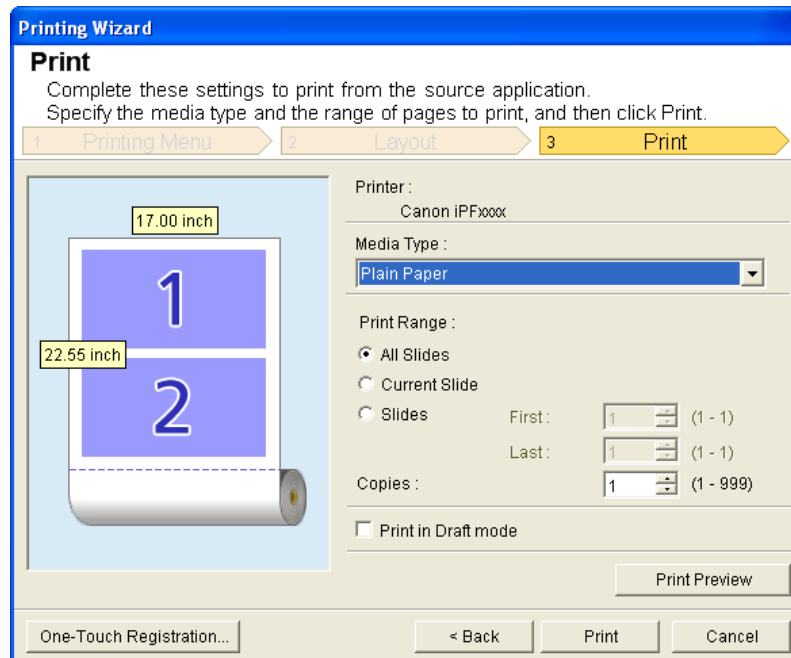 Printing Wizard
Print
Complete these settings to print from the source application.
Specify the media type and the range of pages to print, and then click Print.
1 Printing Menu 2 Layout 3 Print
17.00 inch
1
22.55 inch
2
Printer :
Canon iPFxxxx
Media Type :
Plain Paper
Print Range :
All Slides
Current Slide
Slides First : 1 (1 - 1)
Last : 1 (1 - 1)
Copies : 1 (1 - 999)
Print in Draft mode
Print Preview
One-Touch Registration... < Back Print Cancel